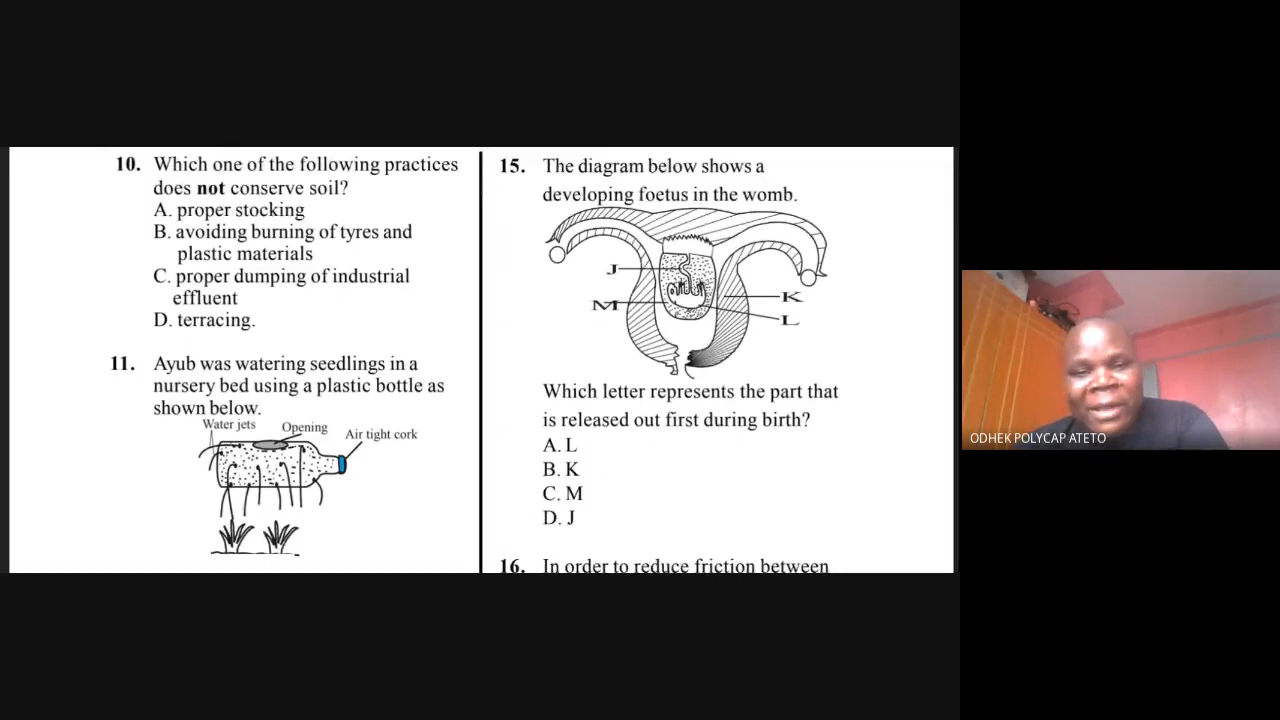 10. Which one of the following practices
does not conserve soil?
A. proper stocking
B. avoiding burning of tyres and
plastic materials
C. proper dumping of industrial
effluent
D. terracing.
11. Ayub was watering seedlings in a
nursery bed using a plastic bottle as
shown below.
Water jets
Opening
Air tight cork
15. The diagram below shows a
developing foetus in the womb.
J
M
K
L
Which letter represents the part that
is released out first during birth?
A. L
B. K
C. M
D. J
16. In order to reduce friction between
ODHEK POLYCAP ATETO